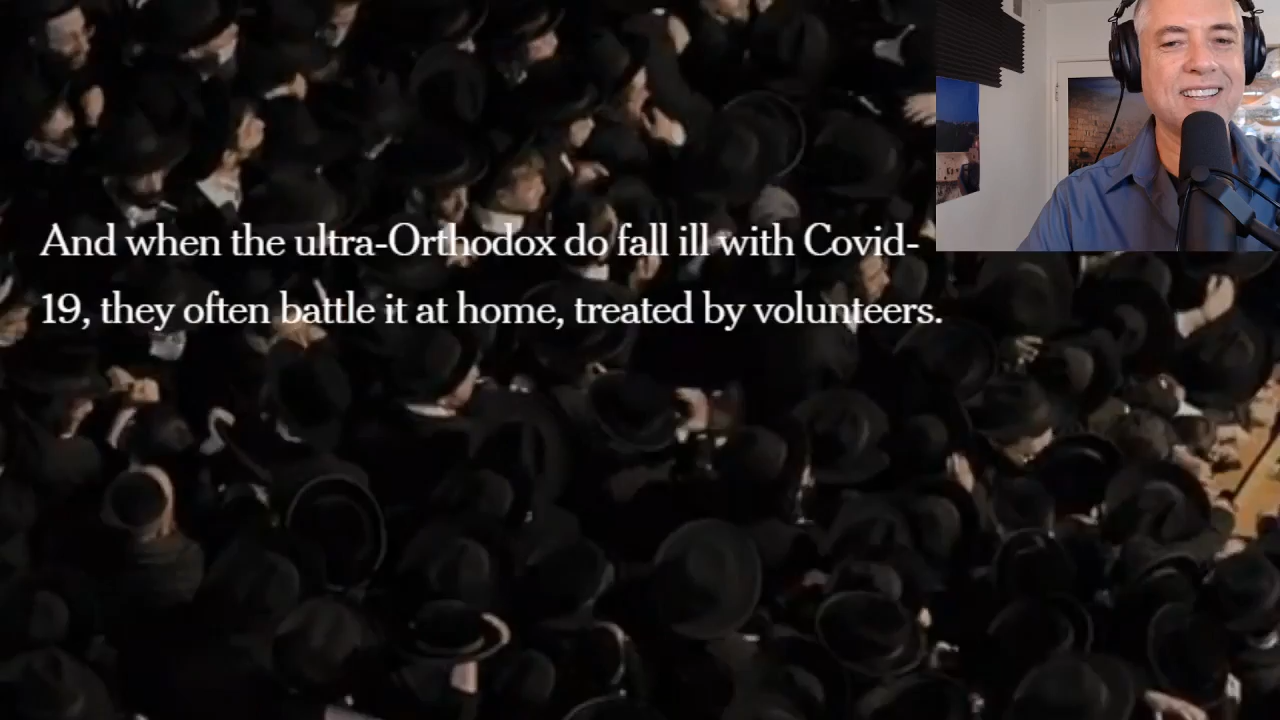 And when the ultra-Orthodox do fall ill with Covid-
19, they often battle it at home, treated by volunteers.